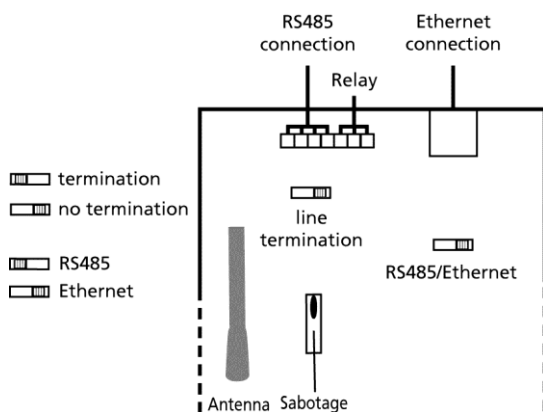 RS485
connection
Ethernet
connection
Relay
termination
no termination
RS485
Ethernet
line
termination
RS485/Ethernet
Antenna
Sabotage